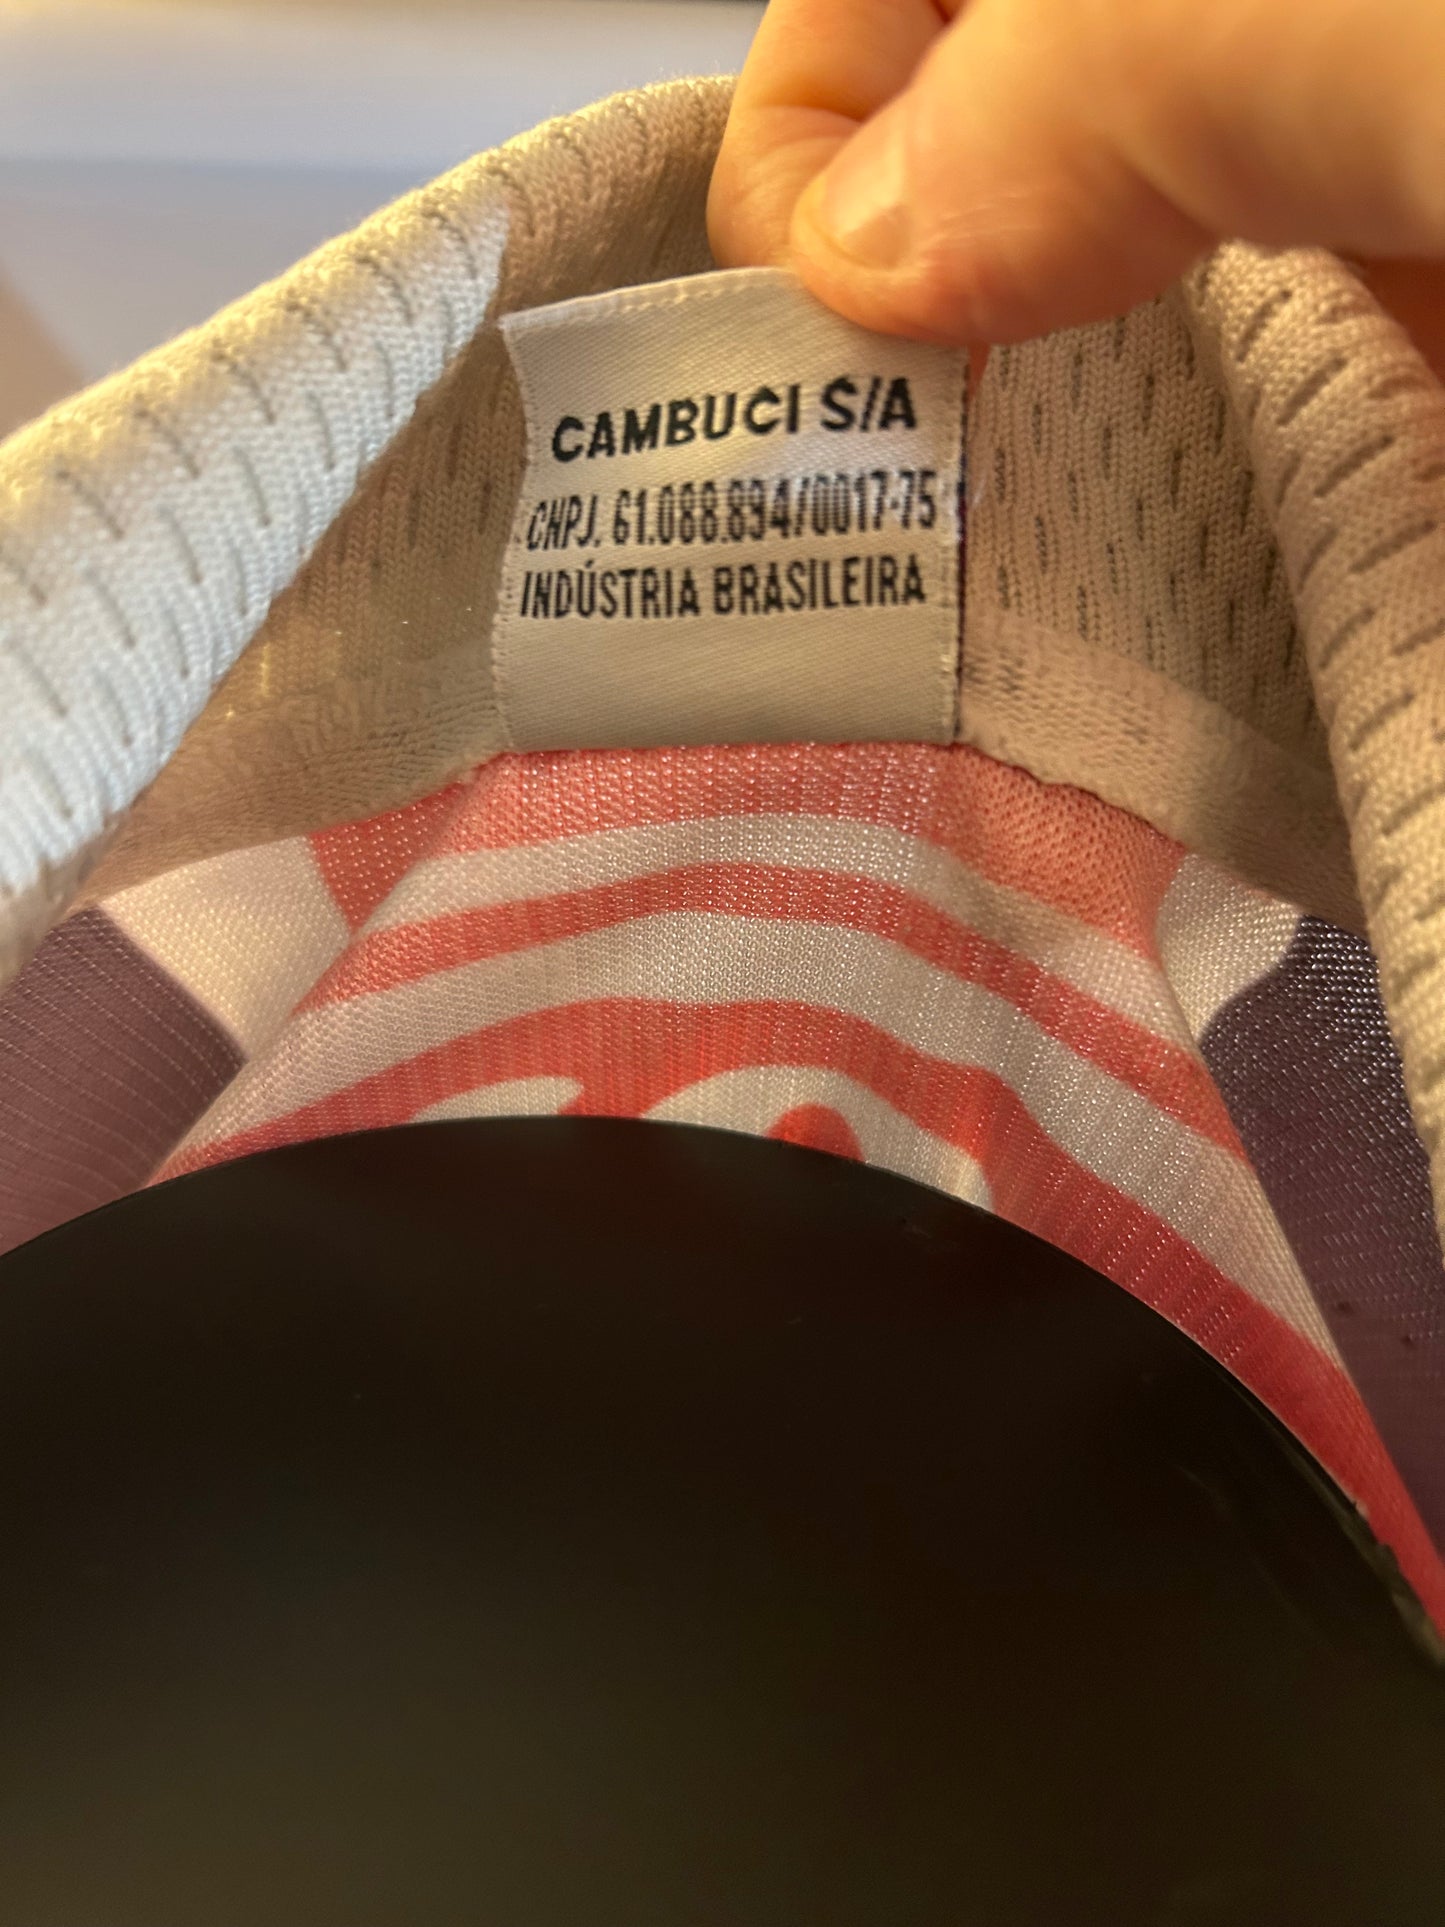 CAMBUCI S/A
CNPJ. 61.088.894/0017-75
INDÚSTRIA BRASILEIRA